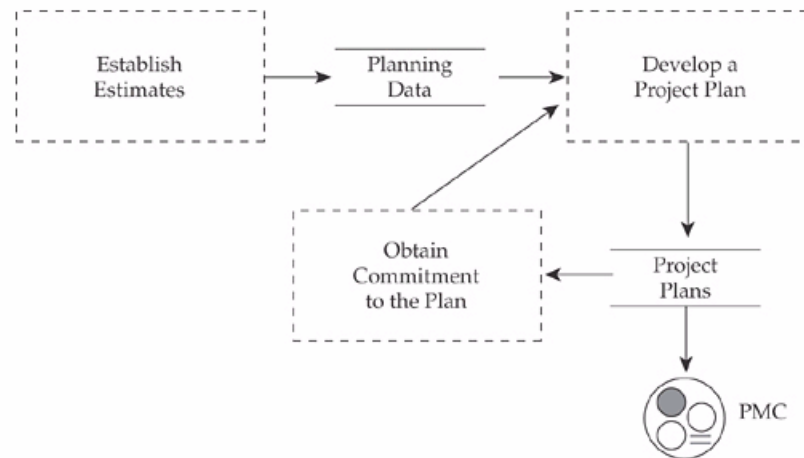 Establish
Estimates
Planning
Data
Develop a
Project Plan
Obtain
Commitment
to the Plan
Project
Plans
PMC